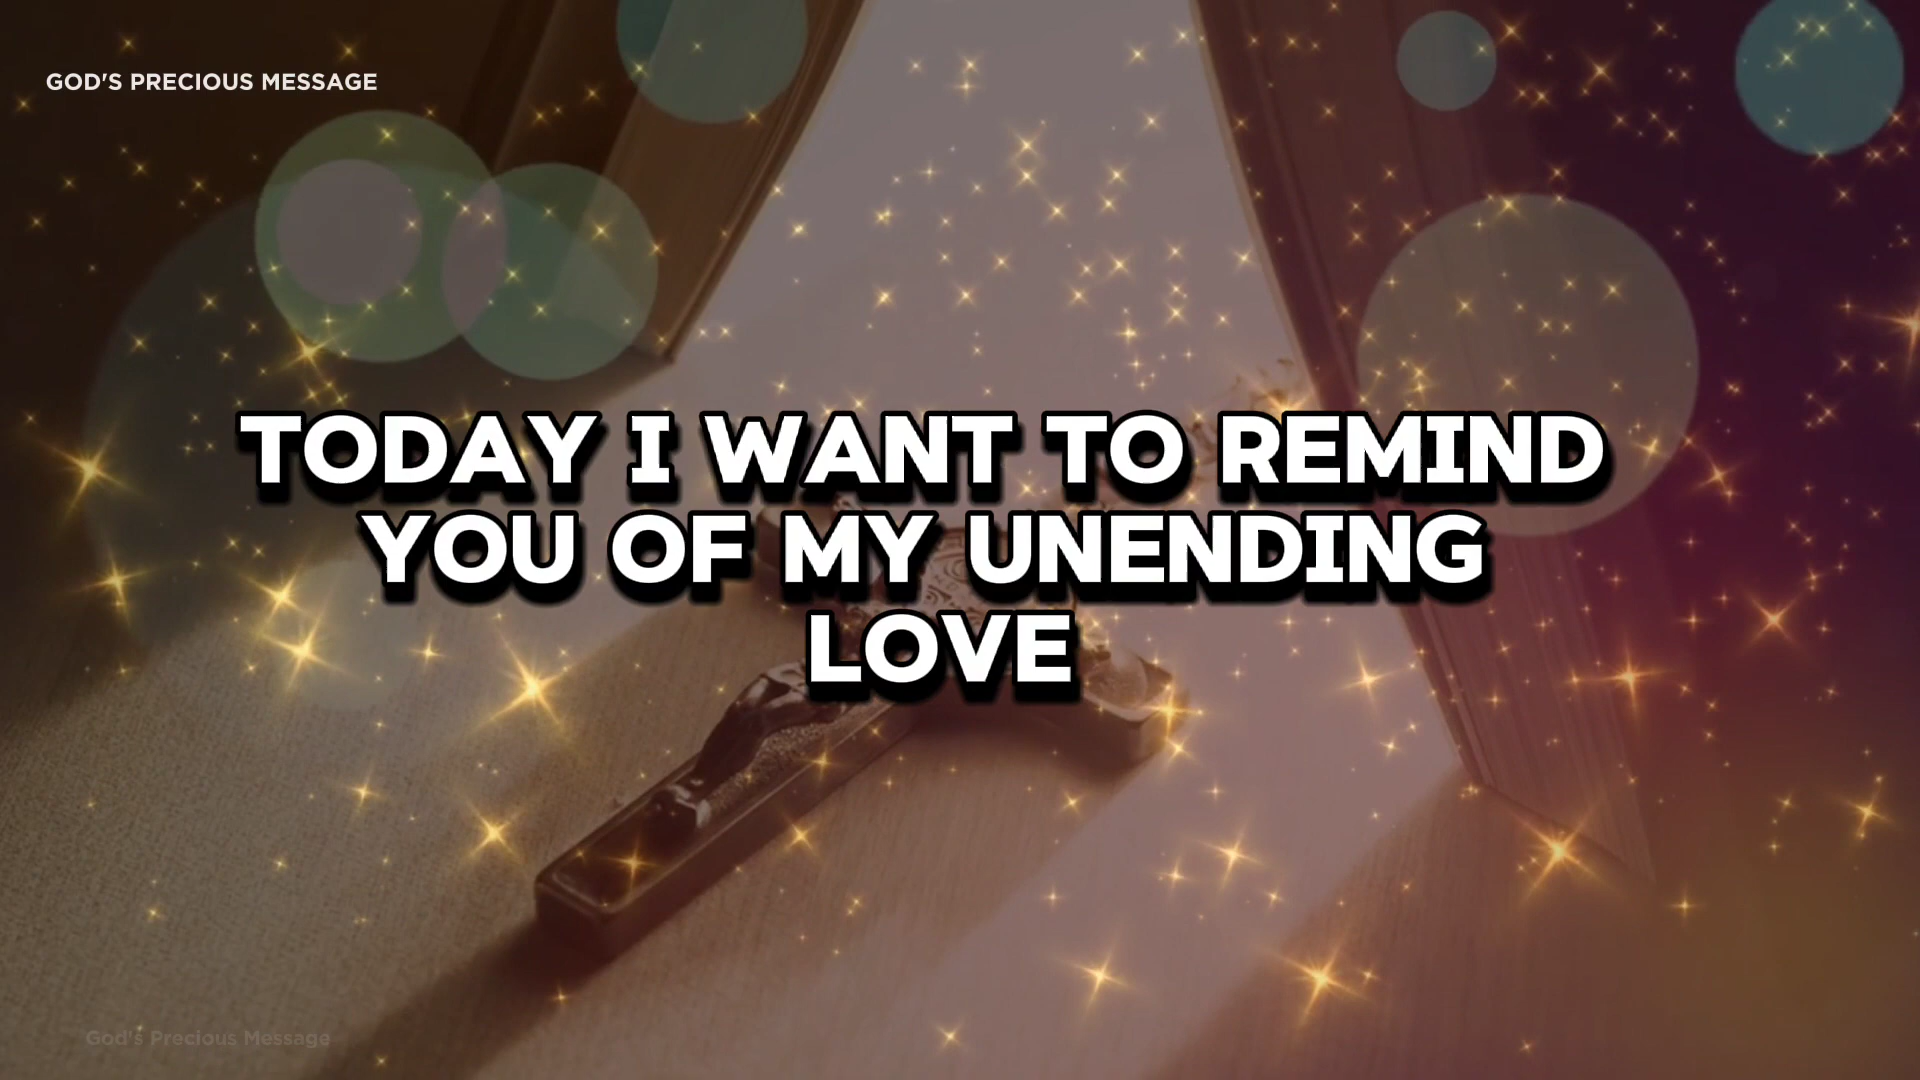 GOD'S PRECIOUS MESSAGE
TODAY I WANT TO REMIND
YOU OF MY UNENDING
LOVE
God's Precious Message